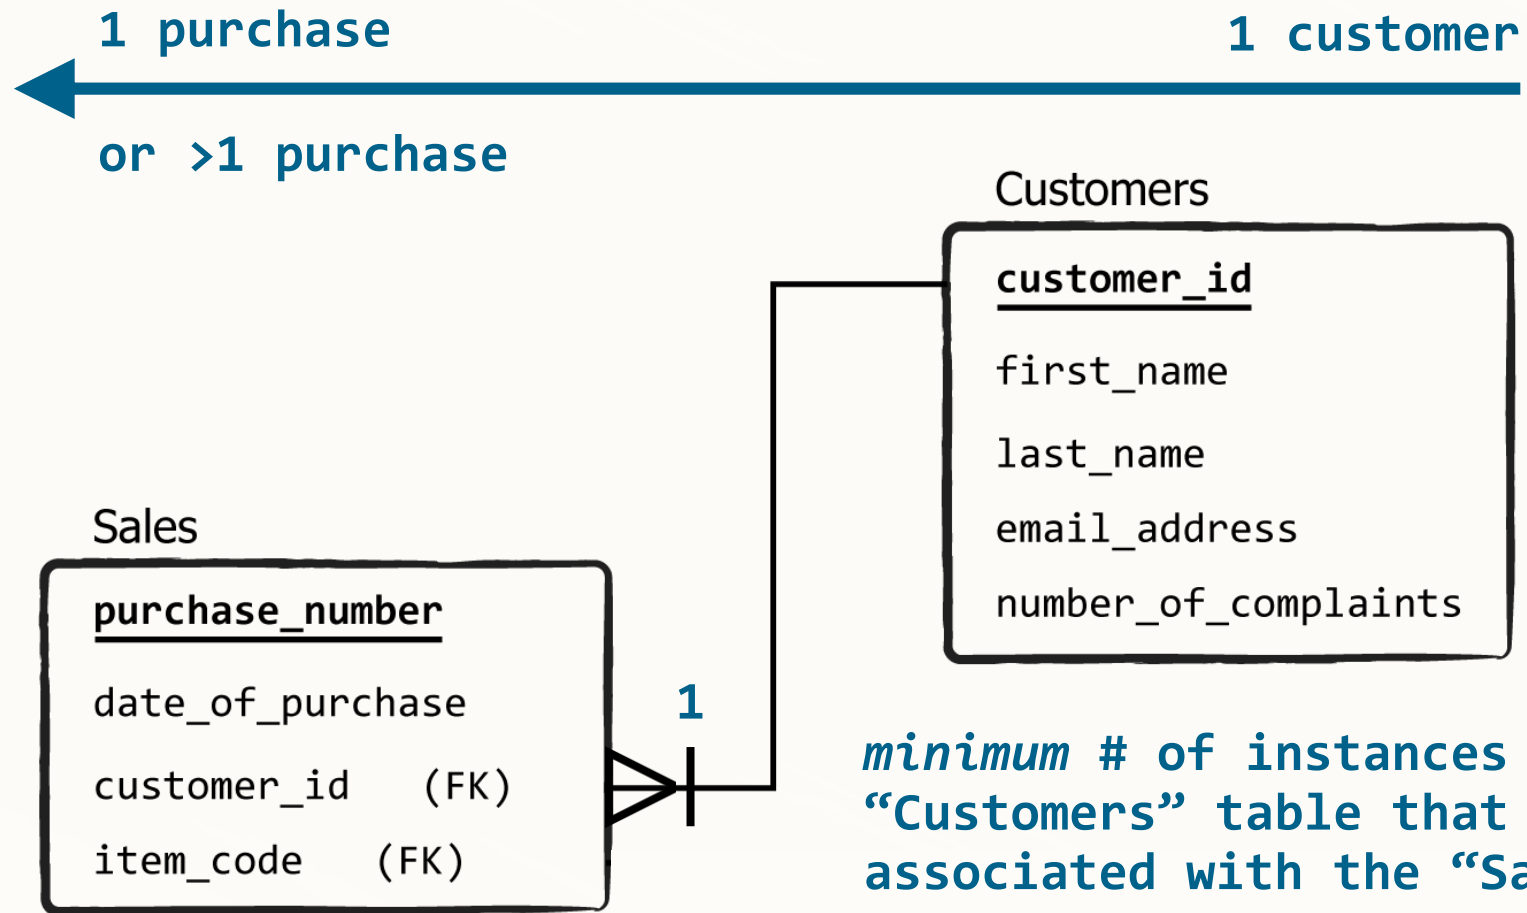 1 purchase
1 customer
or >1 purchase
Customers
customer_id
first_name
last_name
email_address
number_of_complaints
Sales
purchase_number
date_of_purchase
customer_id (FK)
item_code (FK)
1
minimum # of instances
“Customers” table that
associated with the